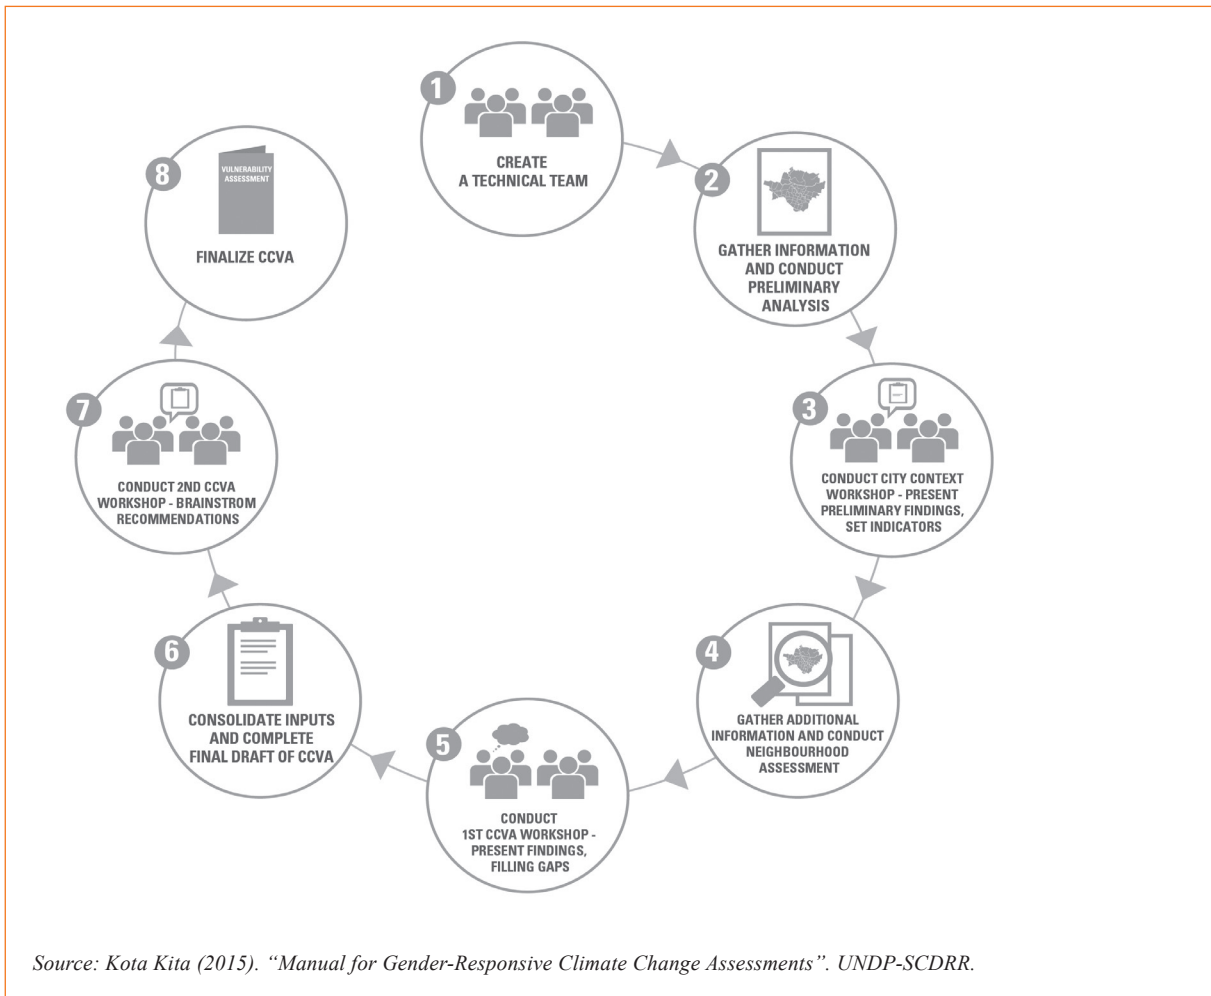 1
CREATE
A TECHNICAL TEAM
2
GATHER INFORMATION
AND CONDUCT
PRELIMINARY
ANALYSIS
3
CONDUCT CITY CONTEXT
WORKSHOP - PRESENT
PRELIMINARY FINDINGS,
SET INDICATORS
4
GATHER ADDITIONAL
INFORMATION AND CONDUCT
NEIGHBOURHOOD
ASSESSMENT
5
CONDUCT
1ST CCVA WORKSHOP -
PRESENT FINDINGS,
FILLING GAPS
6
CONSOLIDATE INPUTS
AND COMPLETE
FINAL DRAFT OF CCVA
7
CONDUCT 2ND CCVA
WORKSHOP - BRAINSTROM
RECOMMENDATIONS
8
VULNERABILITY
ASSESSMENT
FINALIZE CCVA
Source: Kota Kita (2015). “Manual for Gender-Responsive Climate Change Assessments”. UNDP-SCDRR.